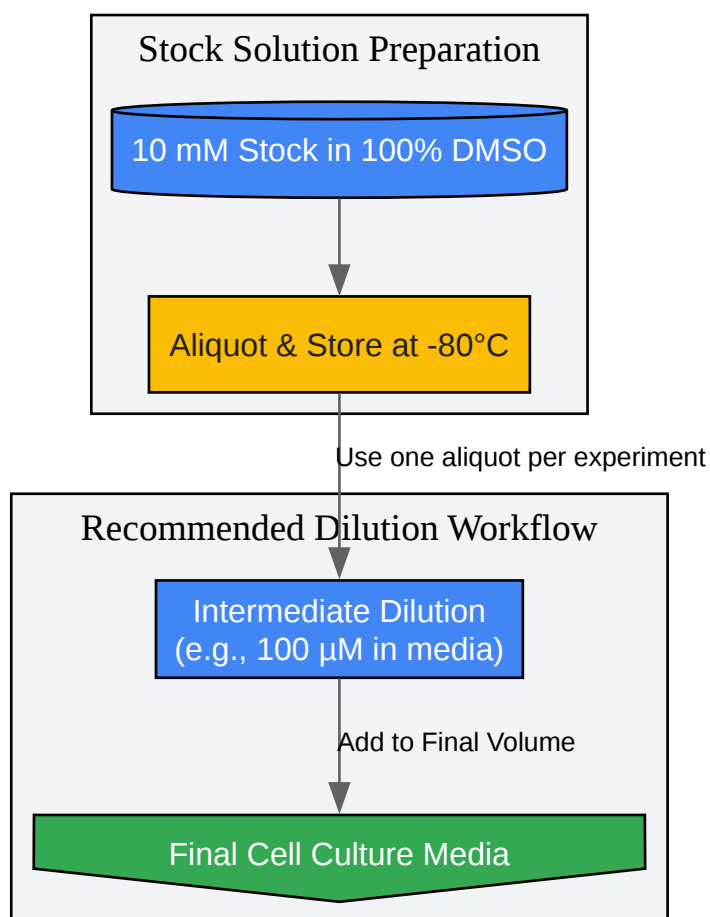 Stock Solution Preparation
10 mM Stock in 100% DMSO
Aliquot & Store at -80°C
Use one aliquot per experiment
Recommended Dilution Workflow
Intermediate Dilution
(e.g., 100 µM in media)
Add to Final Volume
Final Cell Culture Media